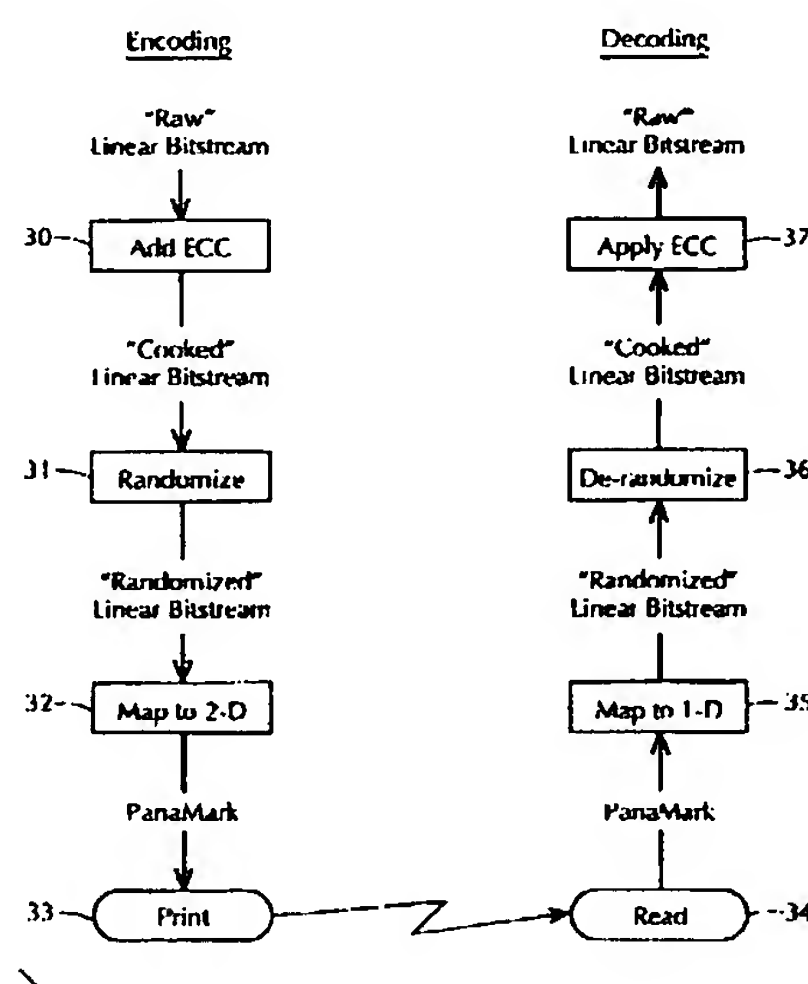 Encoding
"Raw"
Linear Bitstream
30
Add ECC
"Cooked"
Linear Bitstream
31
Randomize
"Randomized"
Linear Bitstream
32
Map to 2-D
PanaMark
33
Print
Decoding
"Raw"
Linear Bitstream
Apply ECC
37
"Cooked"
Linear Bitstream
De-randomize
36
"Randomized"
Linear Bitstream
Map to 1-D
35
PanaMark
Read
34